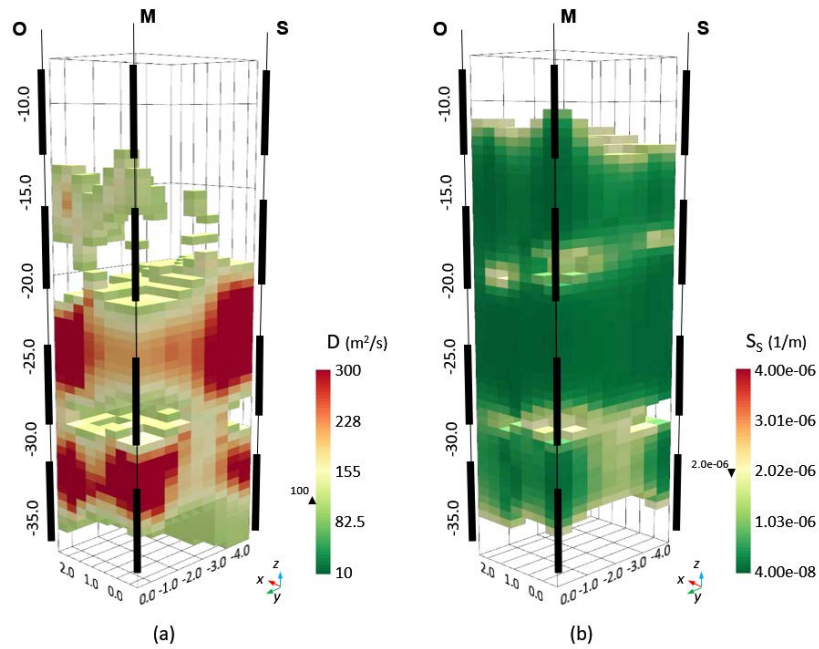 O M S
-10.0
-15.0
-20.0
-25.0
-30.0
-35.0
2.0 1.0 0.0 0.0 -1.0 -2.0 -3.0 -4.0
z
x
y
D (m²/s)
300
228
155
100
82.5
10
(a)
O M S
-10.0
-15.0
-20.0
-25.0
-30.0
-35.0
2.0 1.0 0.0 0.0 -1.0 -2.0 -3.0 -4.0
z
x
y
Sₛ (1/m)
4.00e-06
3.01e-06
2.0e-06
2.02e-06
1.03e-06
4.00e-08
(b)